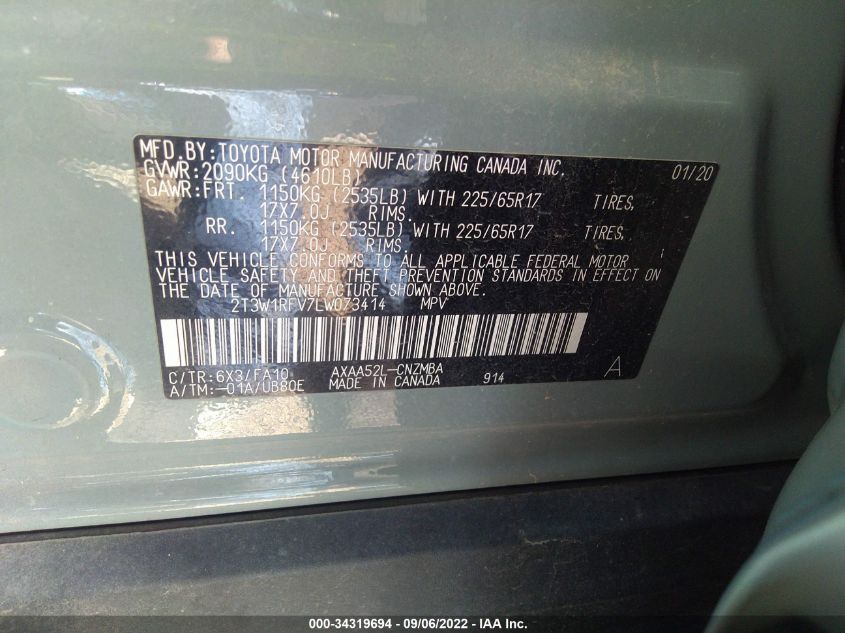 MFD. BY: TOYOTA MOTOR MANUFACTURING CANADA INC. 01/20
GVWR: 2090KG (4610LB)
GAWR: FRT. 1150KG (2535LB) WITH 225/65R17 TIRES,
17X7.0J RIMS.
RR. 1150KG (2535LB) WITH 225/65R17 TIRES,
17X7.0J RIMS.
THIS VEHICLE CONFORMS TO ALL APPLICABLE FEDERAL MOTOR
VEHICLE SAFETY AND THEFT PREVENTION STANDARDS IN EFFECT ON
THE DATE OF MANUFACTURE SHOWN ABOVE.
2T3W1RFV7LW073414 MPV
C/TR: 6X3/FA10 AXAA52L-CNZMBA A
A/TM: -01A/UB80E MADE IN CANADA 914
000-34319694 - 09/06/2022 - IAA Inc.